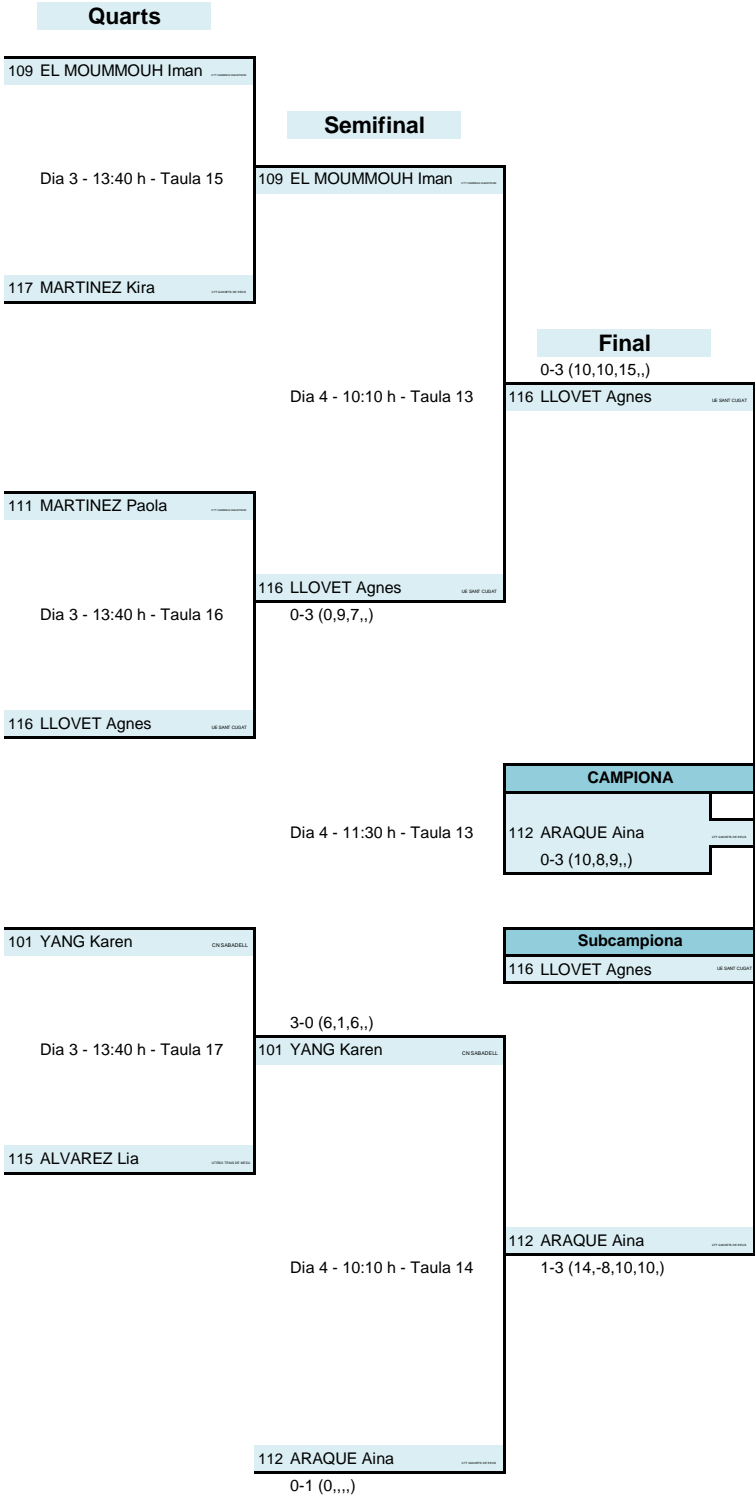 Quarts
109 EL MOUMMOUH Iman
Semifinal
Dia 3 - 13:40 h - Taula 15
109 EL MOUMMOUH Iman
117 MARTINEZ Kira
Final
0-3 (10,10,15,,)
Dia 4 - 10:10 h - Taula 13
116 LLOVET Agnes UE SANT CUGAT
111 MARTINEZ Paola
116 LLOVET Agnes UE SANT CUGAT
Dia 3 - 13:40 h - Taula 16
0-3 (0,9,7,,)
116 LLOVET Agnes UE SANT CUGAT
CAMPIONA
Dia 4 - 11:30 h - Taula 13
112 ARAQUE Aina
0-3 (10,8,9,,)
101 YANG Karen CN SABADELL
Subcampiona
116 LLOVET Agnes UE SANT CUGAT
3-0 (6,1,6,,)
Dia 3 - 13:40 h - Taula 17
101 YANG Karen CN SABADELL
115 ALVAREZ Lia
112 ARAQUE Aina
Dia 4 - 10:10 h - Taula 14
1-3 (14,-8,10,10,)
112 ARAQUE Aina
0-1 (0,,,,)